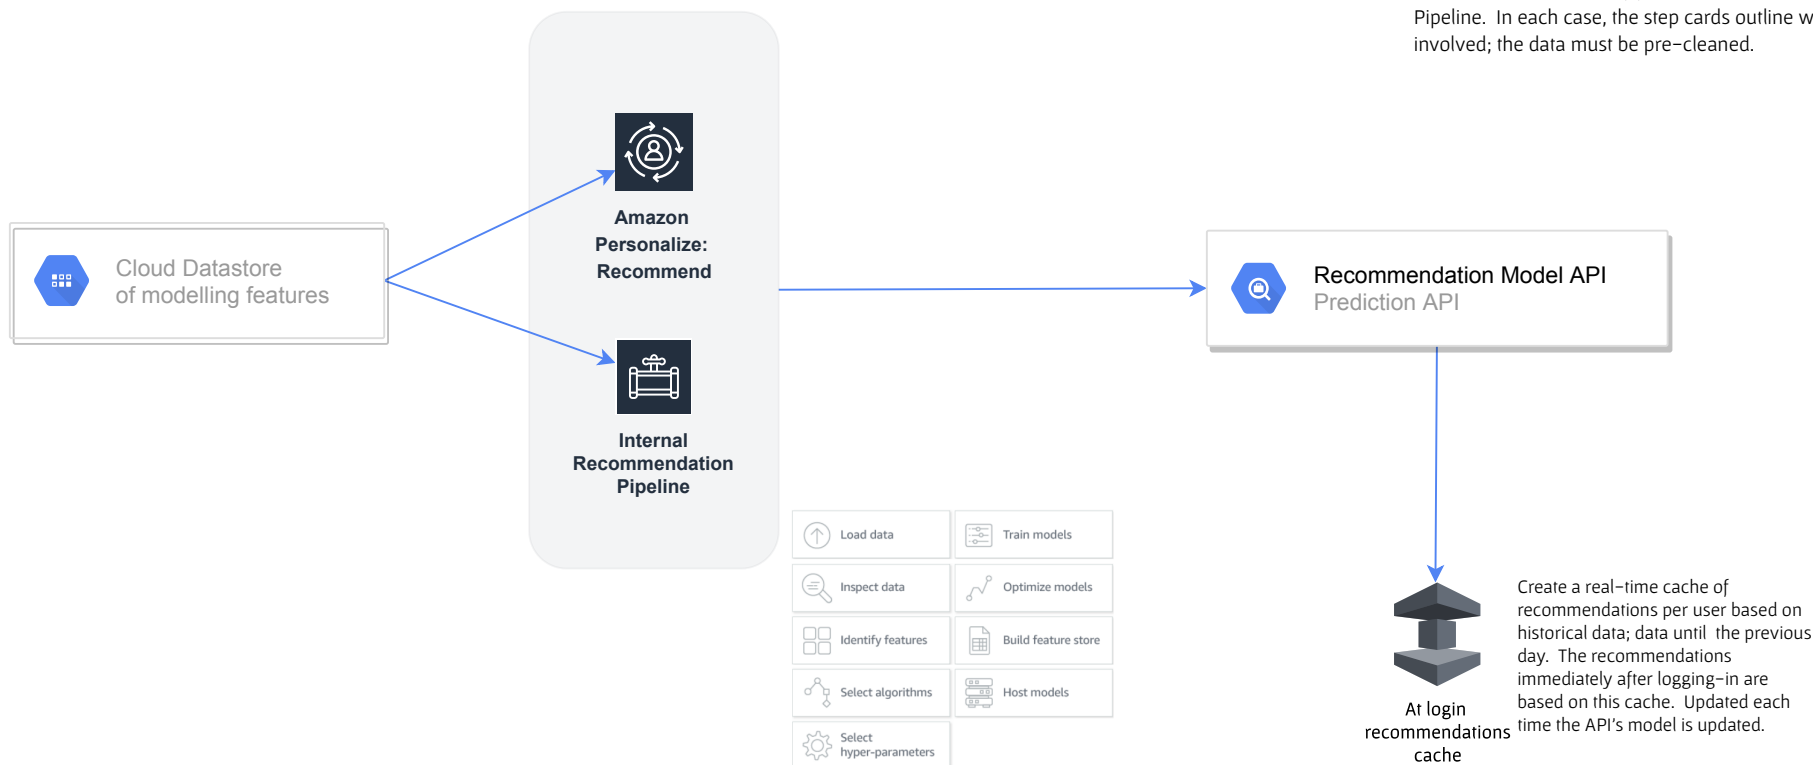 Pipeline. In each case, the step cards outline w
involved; the data must be pre-cleaned.
Amazon
Personalize:
Recommend
Cloud Datastore
of modelling features
Recommendation Model API
Prediction API
Internal
Recommendation
Pipeline
Load data
Train models
Inspect data
Optimize models
Identify features
Build feature store
Select algorithms
Host models
Select
hyper-parameters
Create a real-time cache of
recommendations per user based on
historical data; data until the previous
day. The recommendations
immediately after logging-in are
based on this cache. Updated each
time the API's model is updated.
At login
recommendations
cache